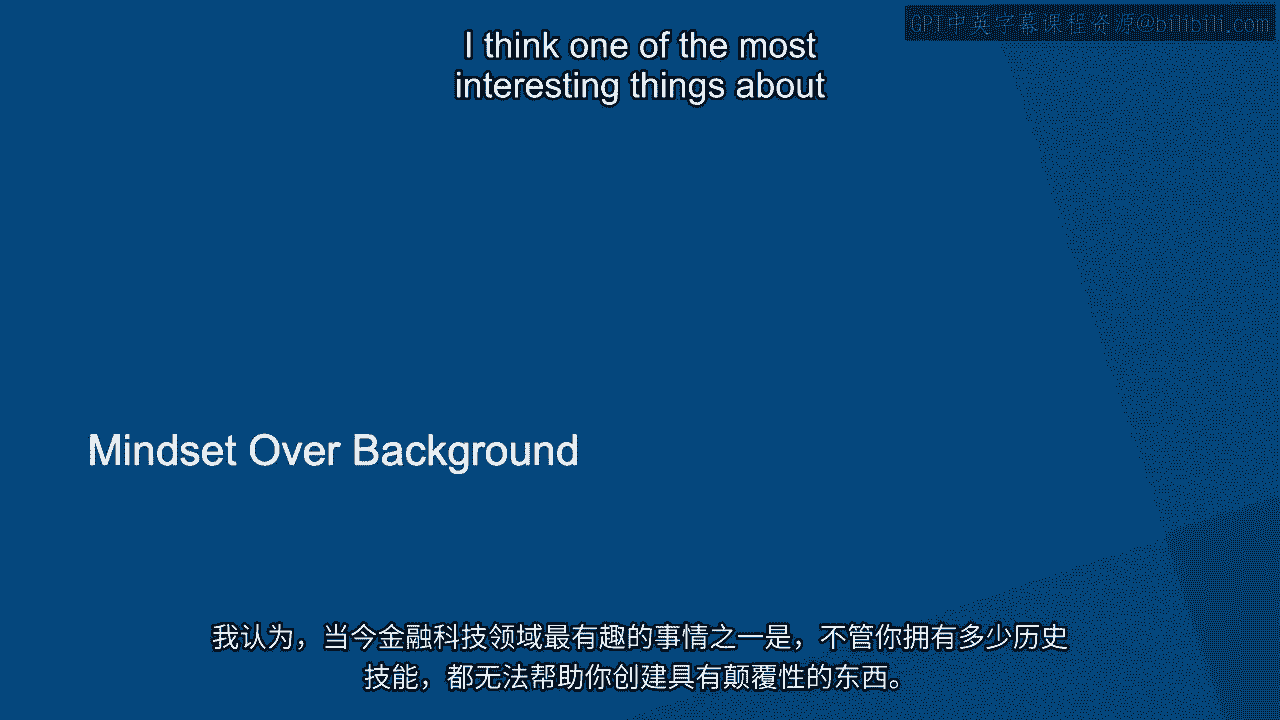 GPT中英字幕课程资源@bilibili.com
I think one of the most
interesting things about
Mindset Over Background
我认为，当今金融科技领域最有趣的事情之一是，不管你拥有多少历史
技能，都无法帮助你创建具有颠覆性的东西。